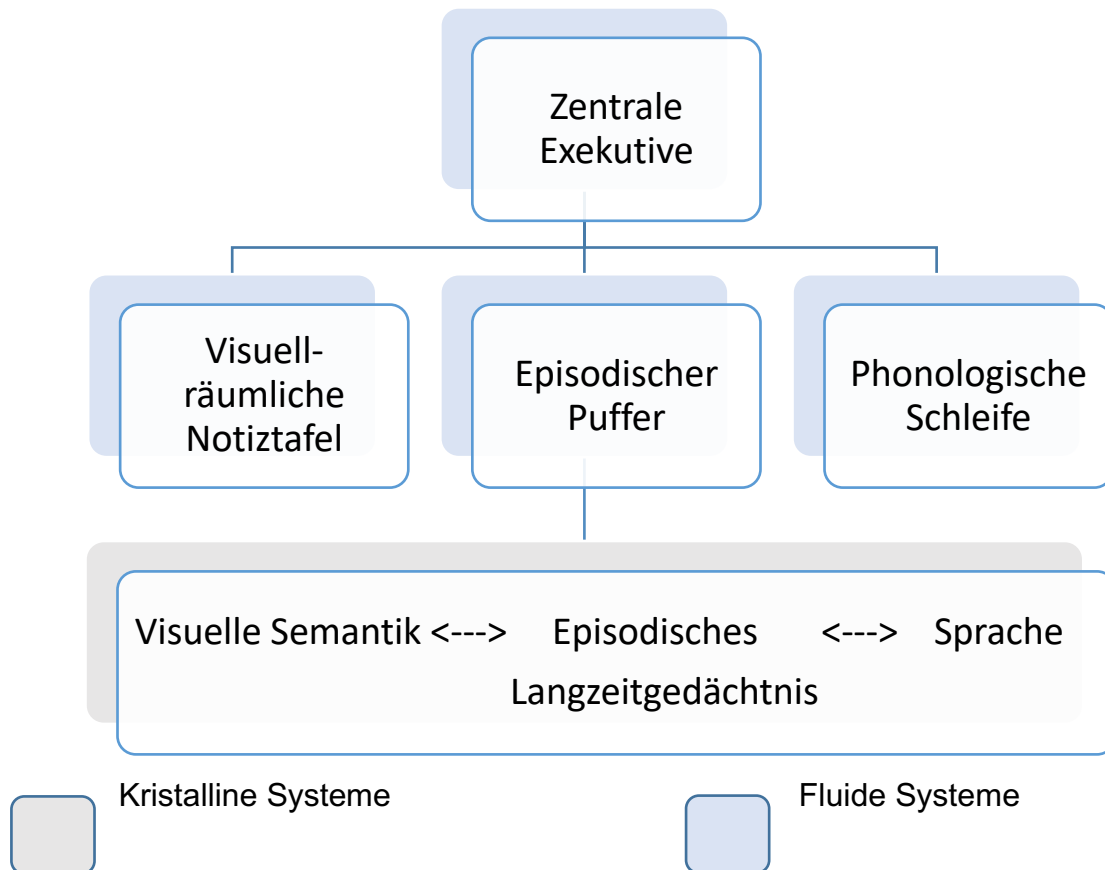 Zentrale
Exekutive
Visuell-
räumliche
Notiztafel
Episodischer
Puffer
Phonologische
Schleife
Visuelle Semantik <---> Episodisches <---> Sprache
Langzeitgedächtnis
Kristalline Systeme
Fluide Systeme